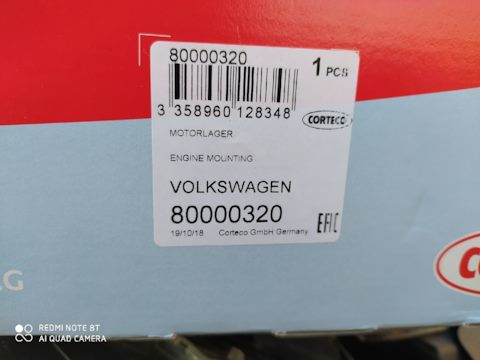 80000320
1 PCS
3 358960 128348
CORTECO
MOTORLAGER
ENGINE MOUNTING
VOLKSWAGEN
80000320
19/10/18 Corteco GmbH Germany
EAC
REDMI NOTE 8T
AI QUAD CAMERA